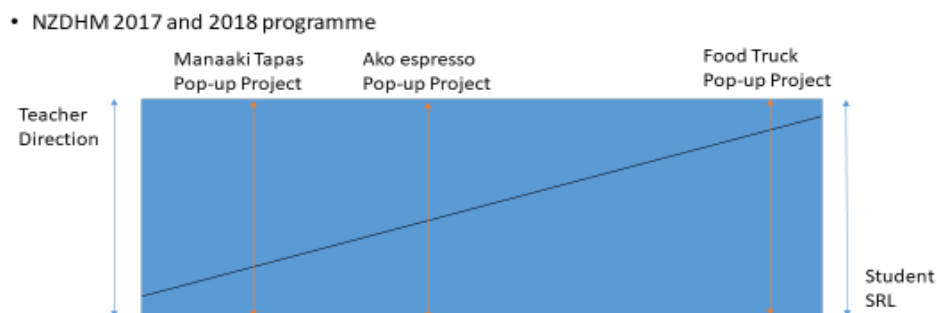 • NZDHM 2017 and 2018 programme
Manaaki Tapas
Pop-up Project
Ako espresso
Pop-up Project
Food Truck
Pop-up Project
Teacher
Direction
Student
SRL